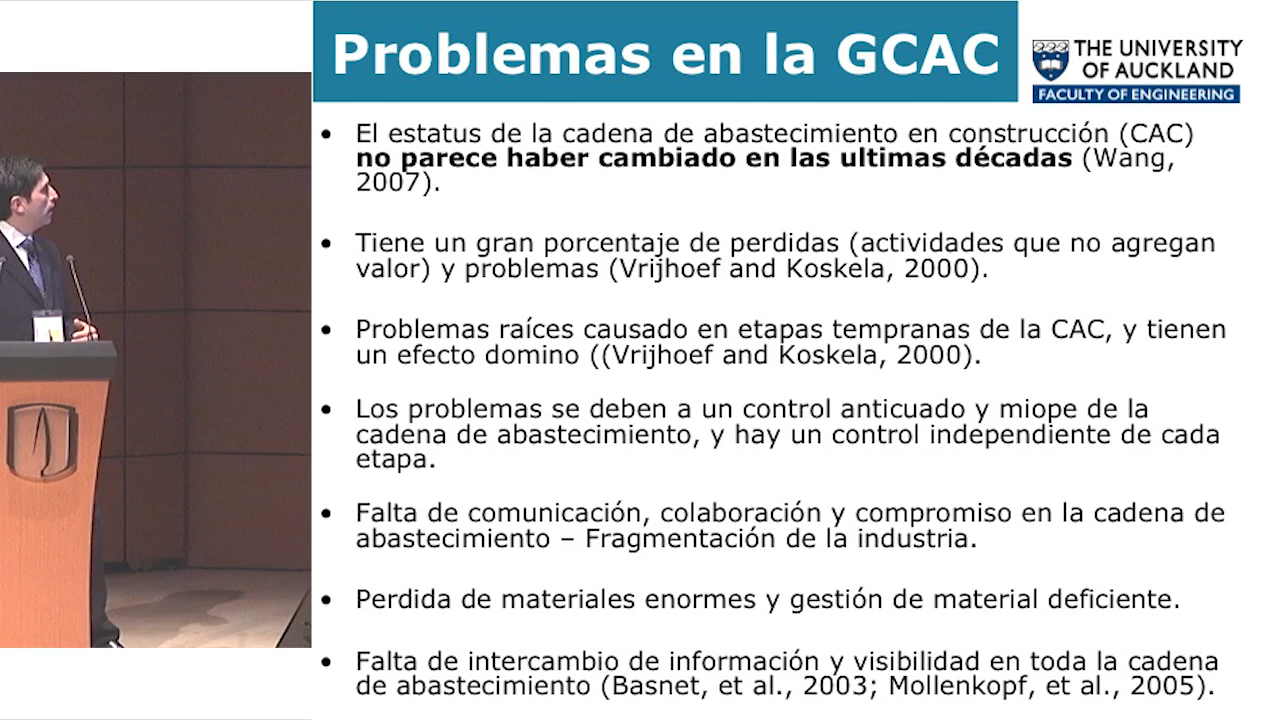 Problemas en la GCAC
THE UNIVERSITY
OF AUCKLAND
FACULTY OF ENGINEERING
• El estatus de la cadena de abastecimiento en construcción (CAC)
no parece haber cambiado en las ultimas décadas (Wang,
2007).
• Tiene un gran porcentaje de perdidas (actividades que no agregan
valor) y problemas (Vrijhoef and Koskela, 2000).
• Problemas raíces causado en etapas tempranas de la CAC, y tienen
un efecto domino ((Vrijhoef and Koskela, 2000).
• Los problemas se deben a un control anticuado y miope de la
cadena de abastecimiento, y hay un control independiente de cada
etapa.
• Falta de comunicación, colaboración y compromiso en la cadena de
abastecimiento – Fragmentación de la industria.
• Perdida de materiales enormes y gestión de material deficiente.
• Falta de intercambio de información y visibilidad en toda la cadena
de abastecimiento (Basnet, et al., 2003; Mollenkopf, et al., 2005).